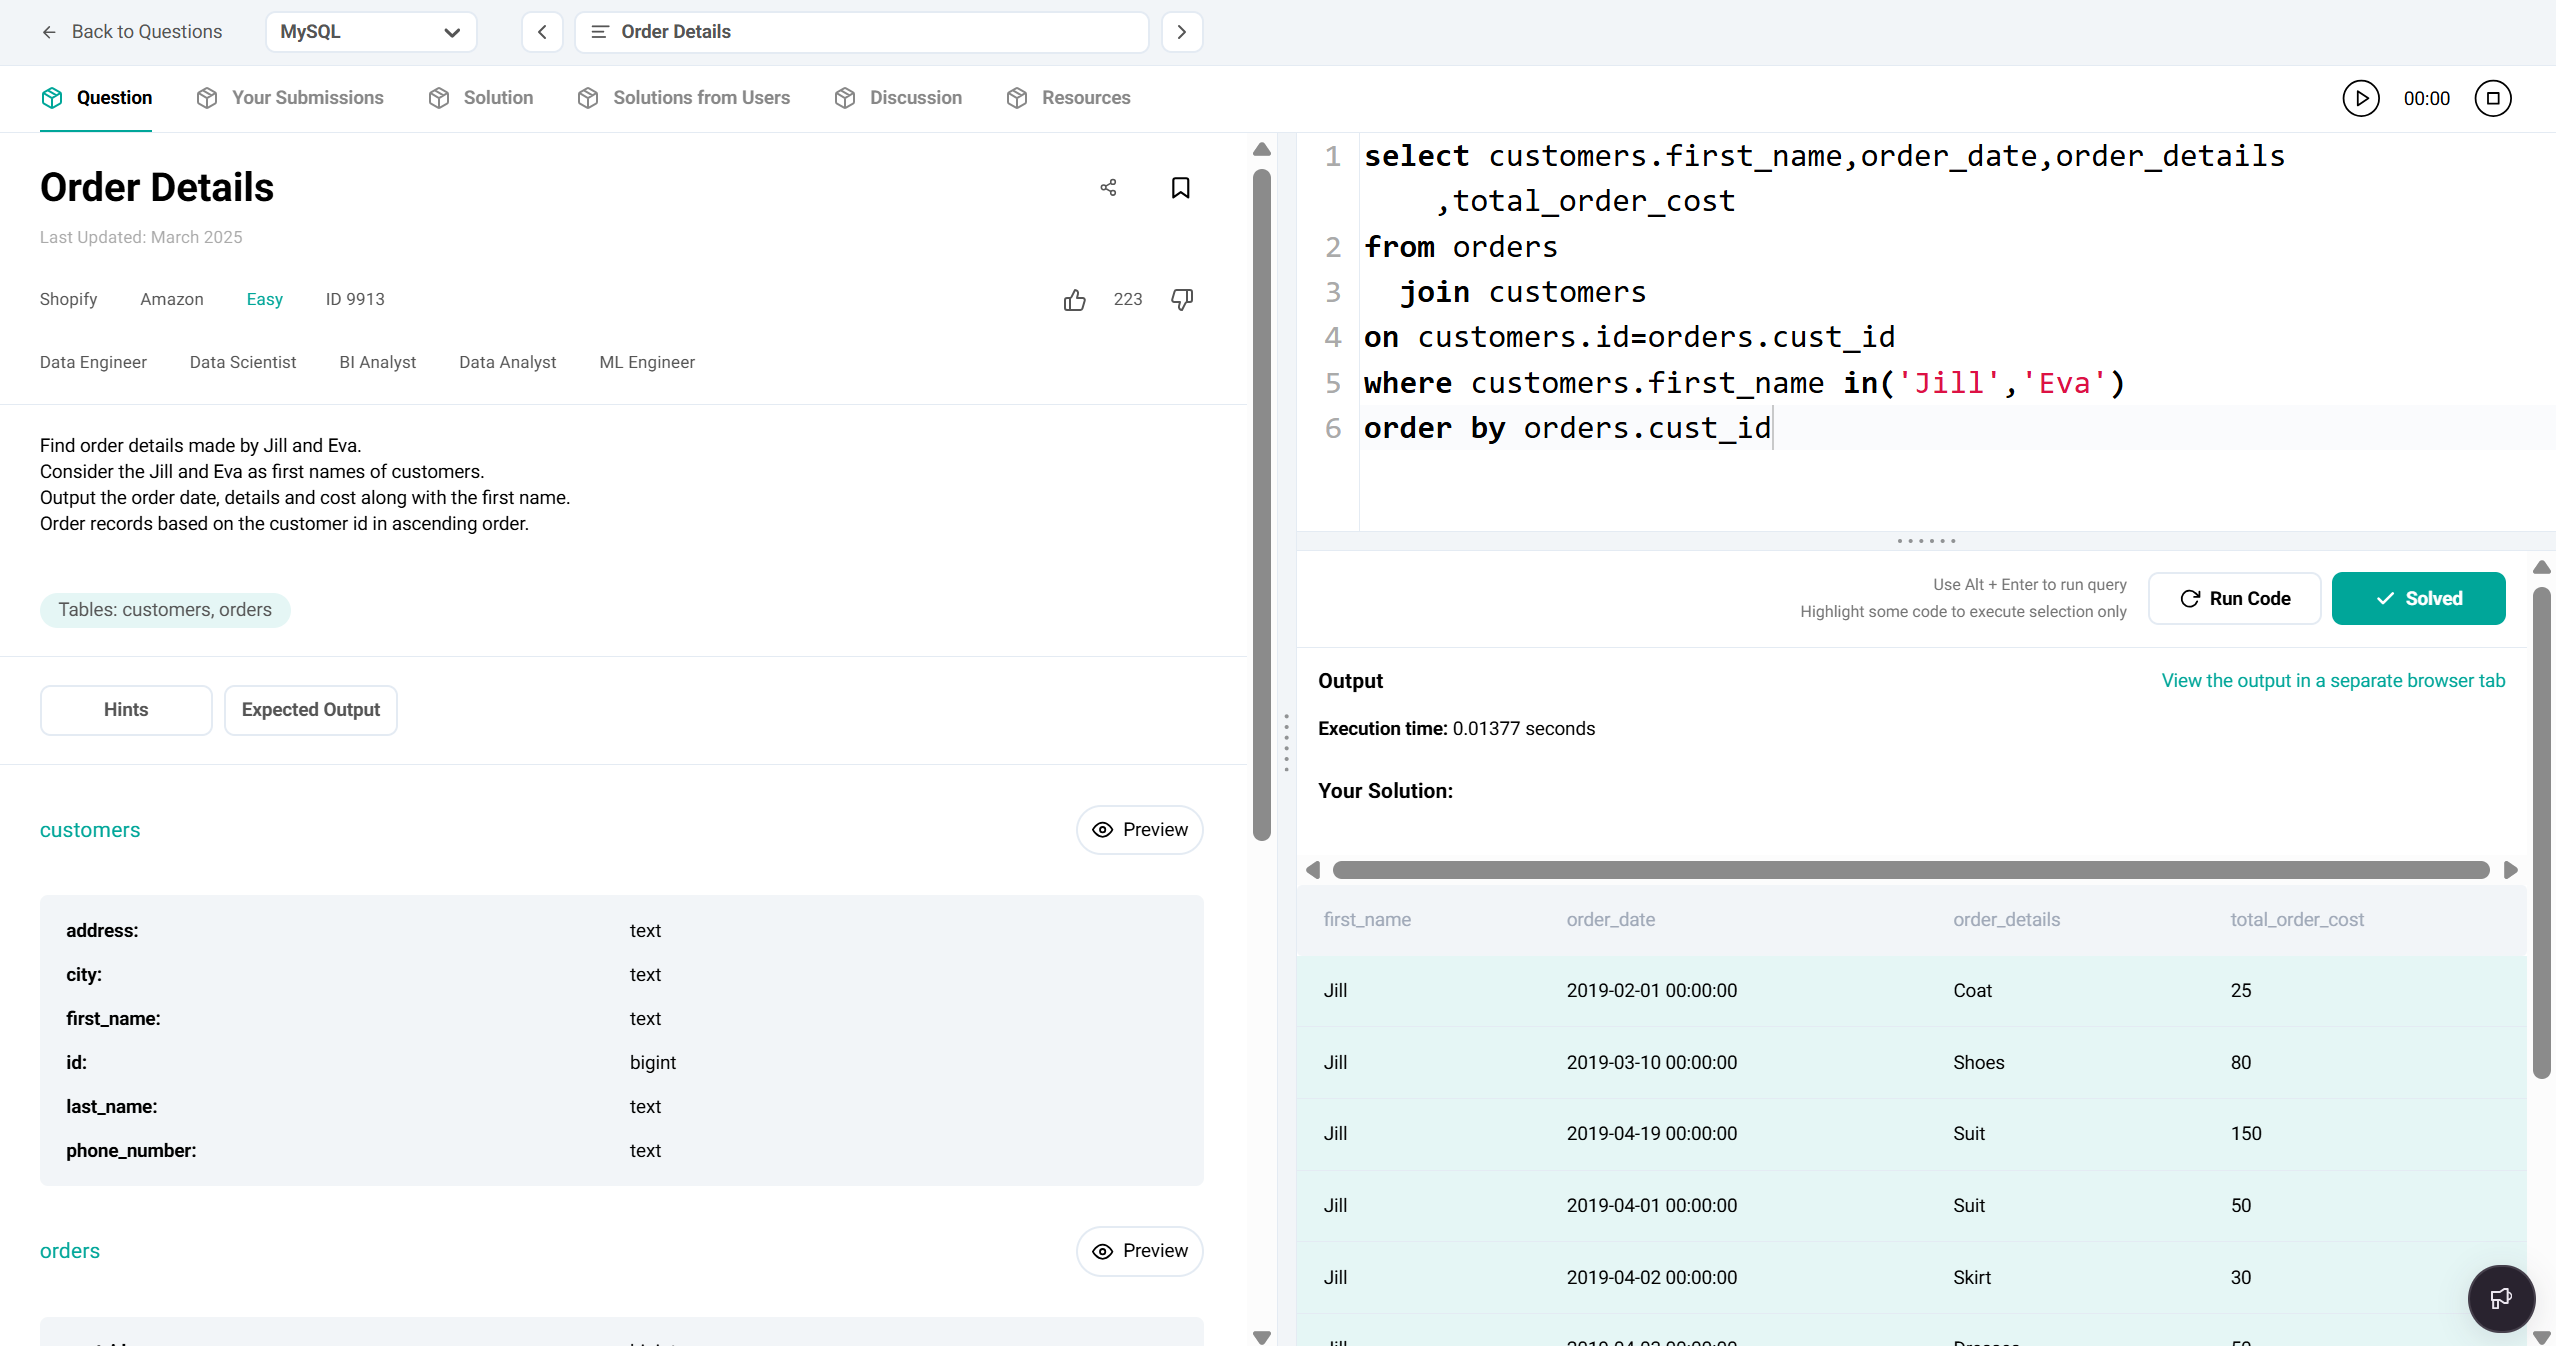 Back to Questions
MySQL
Order Details
Question
Your Submissions
Solution
Solutions from Users
Discussion
Resources
00:00
Order Details
Last Updated: March 2025
Shopify Amazon Easy ID 9913
223
Data Engineer Data Scientist BI Analyst Data Analyst ML Engineer
Find order details made by Jill and Eva.
Consider the Jill and Eva as first names of customers.
Output the order date, details and cost along with the first name.
Order records based on the customer id in ascending order.
Tables: customers, orders
Hints
Expected Output
customers
Preview
address: text
city: text
first_name: text
id: bigint
last_name: text
phone_number: text
orders
Preview
1 select customers.first_name,order_date,order_details
,total_order_cost
2 from orders
3 join customers
4 on customers.id=orders.cust_id
5 where customers.first_name in('Jill','Eva')
6 order by orders.cust_id
Use Alt + Enter to run query
Highlight some code to execute selection only
Run Code
Solved
Output
View the output in a separate browser tab
Execution time: 0.01377 seconds
Your Solution:
first_name order_date order_details total_order_cost
Jill 2019-02-01 00:00:00 Coat 25
Jill 2019-03-10 00:00:00 Shoes 80
Jill 2019-04-19 00:00:00 Suit 150
Jill 2019-04-01 00:00:00 Suit 50
Jill 2019-04-02 00:00:00 Skirt 30